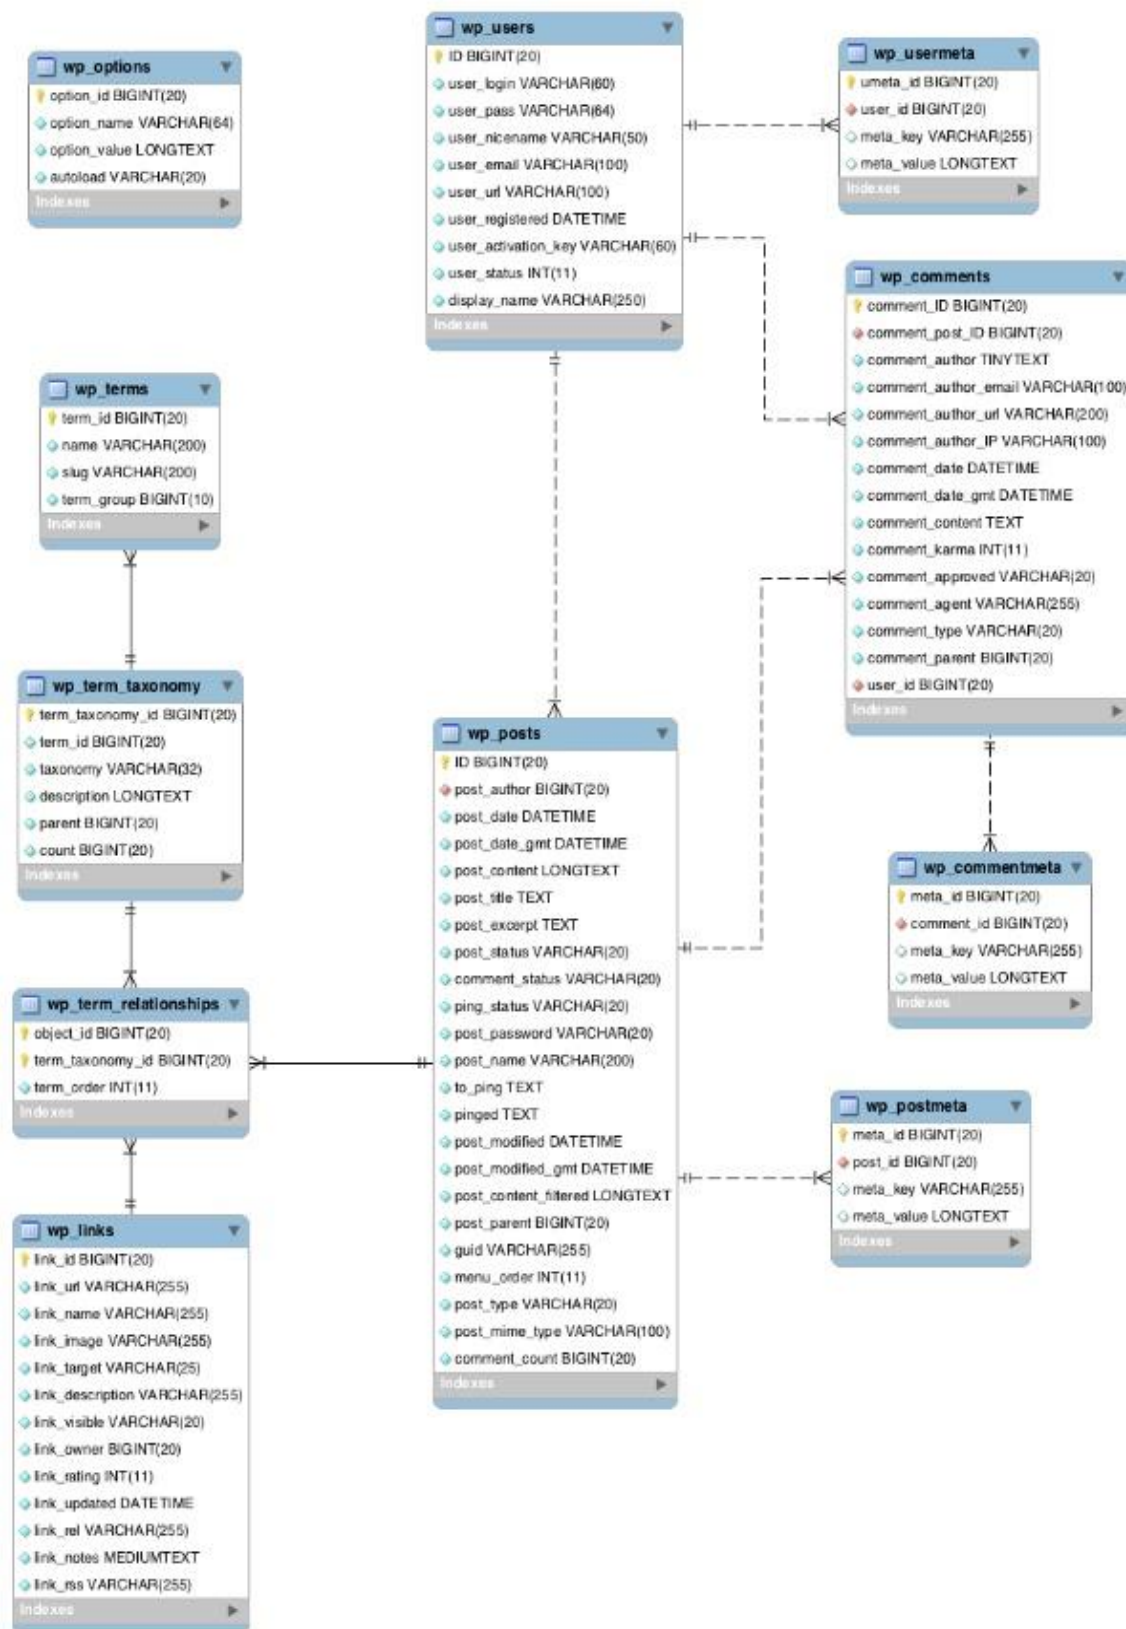 wp_options
option_id BIGINT(20)
option_name VARCHAR(64)
option_value LONGTEXT
autoload VARCHAR(20)
Indexes
wp_users
ID BIGINT(20)
user_login VARCHAR(60)
user_pass VARCHAR(64)
user_nicename VARCHAR(50)
user_email VARCHAR(100)
user_url VARCHAR(100)
user_registered DATETIME
user_activation_key VARCHAR(60)
user_status INT(11)
display_name VARCHAR(250)
Indexes
wp_usermeta
umeta_id BIGINT(20)
user_id BIGINT(20)
meta_key VARCHAR(255)
meta_value LONGTEXT
Indexes
wp_comments
comment_ID BIGINT(20)
comment_post_ID BIGINT(20)
comment_author TINYTEXT
comment_author_email VARCHAR(100)
comment_author_url VARCHAR(200)
comment_author_IP VARCHAR(100)
comment_date DATETIME
comment_date_gmt DATETIME
comment_content TEXT
comment_karma INT(11)
comment_approved VARCHAR(20)
comment_agent VARCHAR(255)
comment_type VARCHAR(20)
comment_parent BIGINT(20)
user_id BIGINT(20)
Indexes
wp_terms
term_id BIGINT(20)
name VARCHAR(200)
slug VARCHAR(200)
term_group BIGINT(10)
Indexes
wp_term_taxonomy
term_taxonomy_id BIGINT(20)
term_id BIGINT(20)
taxonomy VARCHAR(32)
description LONGTEXT
parent BIGINT(20)
count BIGINT(20)
Indexes
wp_posts
ID BIGINT(20)
post_author BIGINT(20)
post_date DATETIME
post_date_gmt DATETIME
post_content LONGTEXT
post_title TEXT
post_excerpt TEXT
post_status VARCHAR(20)
comment_status VARCHAR(20)
ping_status VARCHAR(20)
post_password VARCHAR(20)
post_name VARCHAR(200)
to_ping TEXT
pinged TEXT
post_modified DATETIME
post_modified_gmt DATETIME
post_content_filtered LONGTEXT
post_parent BIGINT(20)
guid VARCHAR(255)
menu_order INT(11)
post_type VARCHAR(20)
post_mime_type VARCHAR(100)
comment_count BIGINT(20)
Indexes
wp_commentmeta
meta_id BIGINT(20)
comment_id BIGINT(20)
meta_key VARCHAR(255)
meta_value LONGTEXT
Indexes
wp_term_relationships
object_id BIGINT(20)
term_taxonomy_id BIGINT(20)
term_order INT(11)
Indexes
wp_postmeta
meta_id BIGINT(20)
post_id BIGINT(20)
meta_key VARCHAR(255)
meta_value LONGTEXT
Indexes
wp_links
link_id BIGINT(20)
link_url VARCHAR(255)
link_name VARCHAR(255)
link_image VARCHAR(255)
link_target VARCHAR(25)
link_description VARCHAR(255)
link_visible VARCHAR(20)
link_owner BIGINT(20)
link_rating INT(11)
link_updated DATETIME
link_rel VARCHAR(255)
link_notes MEDIUMTEXT
link_rss VARCHAR(255)
Indexes